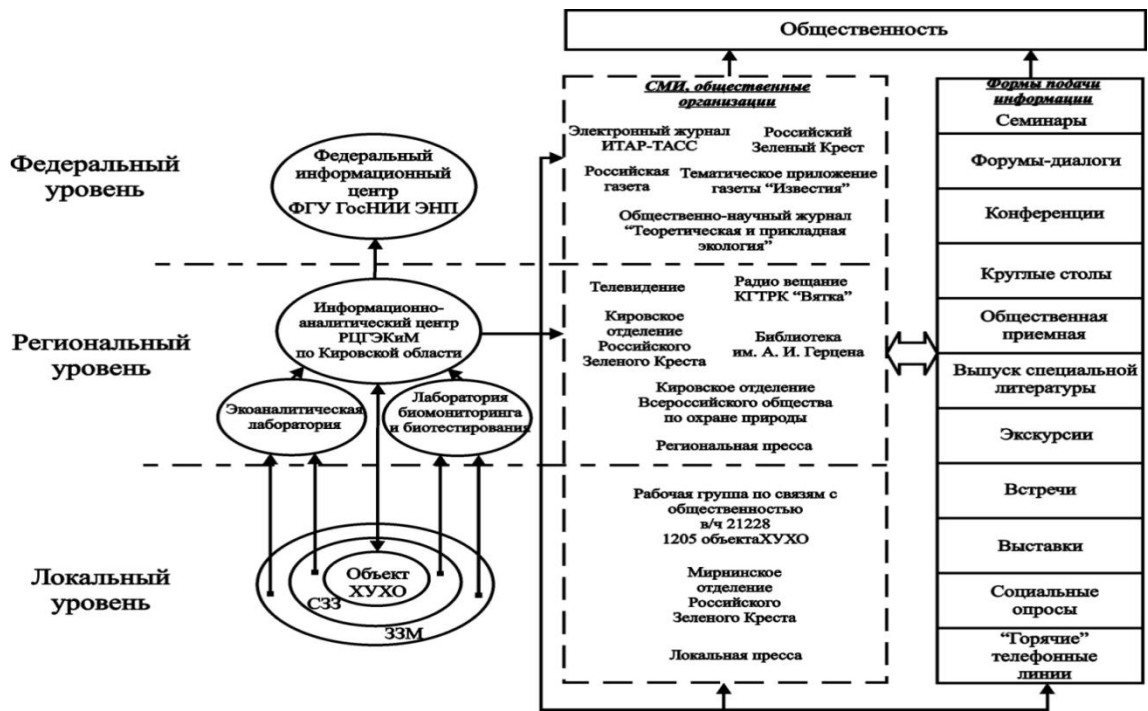 Общественность
Федеральный
уровень
Федеральный
информационный
центр
ФГУ ГосНИИ ЭНП
СМИ, общественные
организации
Электронный журнал
ИТАР-ТАСС
Российский
Зеленый Крест
Российская
газета
Тематическое приложение
газеты “Известия”
Общественно-научный журнал
“Теоретическая и прикладная
экология”
Региональный
уровень
Информационно-
аналитический центр
РЦГЭКиМ
по Кировской области
Экоаналитическая
лаборатория
Лаборатория
биомониторинга
и биотестирования
Телевидение
Радио вещание
КГТРК “Вятка”
Кировское
отделение
Российского
Зеленого Креста
Библиотека
им. А. И. Герцена
Кировское отделение
Всероссийского общества
по охране природы
Региональная пресса
Локальный
уровень
Объект
ХУХО
СЗЗ
ЗЗМ
Рабочая группа по связям с
общественностью
в/ч 21228
1205 объектаХУХО
Мирнинское
отделение
Российского
Зеленого Креста
Локальная пресса
Формы подачи
информации
Семинары
Форумы-диалоги
Конференции
Круглые столы
Общественная
приемная
Выпуск специальной
литературы
Экскурсии
Встречи
Выставки
Социальные
опросы
“Горячие”
телефонные
линии